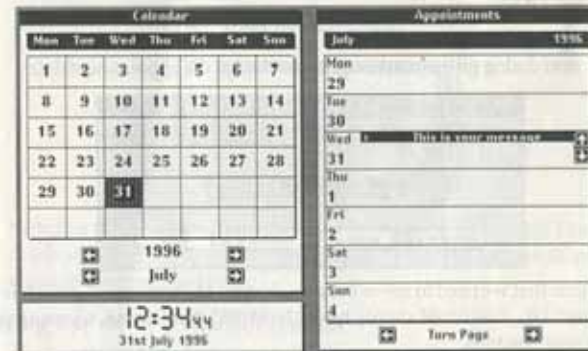 Calendar
Mon Tue Wed Thu Fri Sat Sun
1 2 3 4 5 6 7
8 9 10 11 12 13 14
15 16 17 18 19 20 21
22 23 24 25 26 27 28
29 30 31
1996
July
12:34
31st July 1996
Appointments
July 1996
Mon
29
Tue
30
Wed This is your message
31
Thu
1
Fri
2
Sat
3
Sun
4
Turn Page